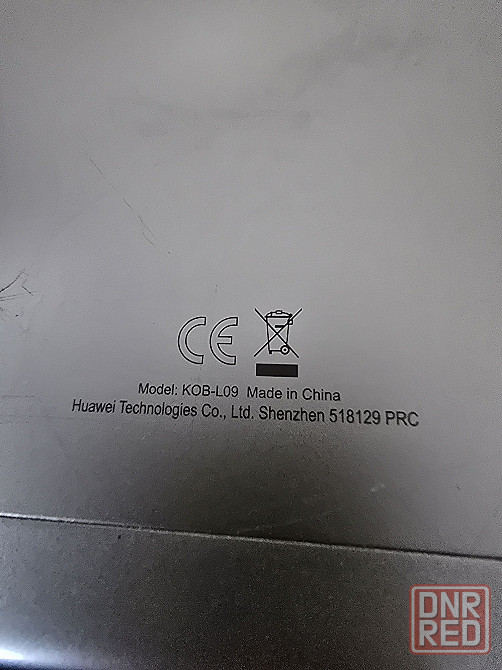 CE
Model: KOB-L09 Made in China
Huawei Technologies Co., Ltd. Shenzhen 518129 PRC
DNR
RED